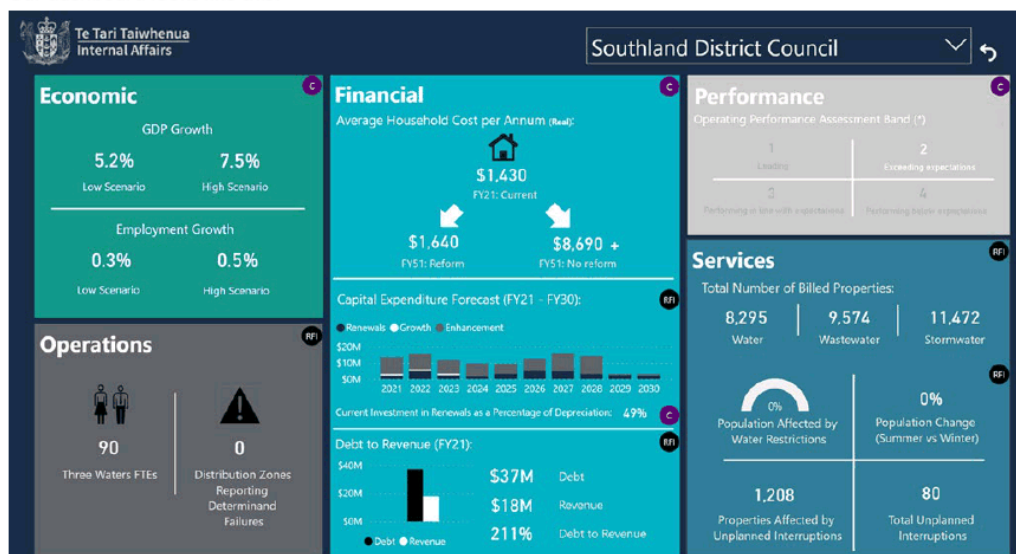 Te Tari Taiwhenua
Internal Affairs
Southland District Council
Economic
C
GDP Growth
5.2%
7.5%
Low Scenario
High Scenario
Employment Growth
0.3%
0.5%
Low Scenario
High Scenario
Operations
RFI
90
0
Three Waters FTEs
Distribution Zones
Reporting
Determinand
Failures
Financial
C
Average Household Cost per Annum (Real):
$1,430
FY21: Current
$1,640
$8,690 +
FY51: Reform
FY51: No reform
Capital Expenditure Forecast (FY21 - FY30):
RFI
Renewals Growth Enhancement
$20M
$10M
$0M
2021 2022 2023 2024 2025 2026 2027 2028 2029 2030
Current Investment in Renewals as a Percentage of Depreciation: 49%
C
Debt to Revenue (FY21):
RFI
$40M
$20M
$0M
Debt Revenue
$37M Debt
$18M Revenue
211% Debt to Revenue
Performance
C
Operating Performance Assessment Band (*)
1
2
Leading
Exceeding expectations
3
4
Performing in line with expectations
Performing below expectations
Services
RFI
Total Number of Billed Properties:
8,295
9,574
11,472
Water
Wastewater
Stormwater
RFI
0%
0%
Population Affected by
Water Restrictions
Population Change
(Summer vs Winter)
1,208
80
Properties Affected by
Unplanned Interruptions
Total Unplanned
Interruptions